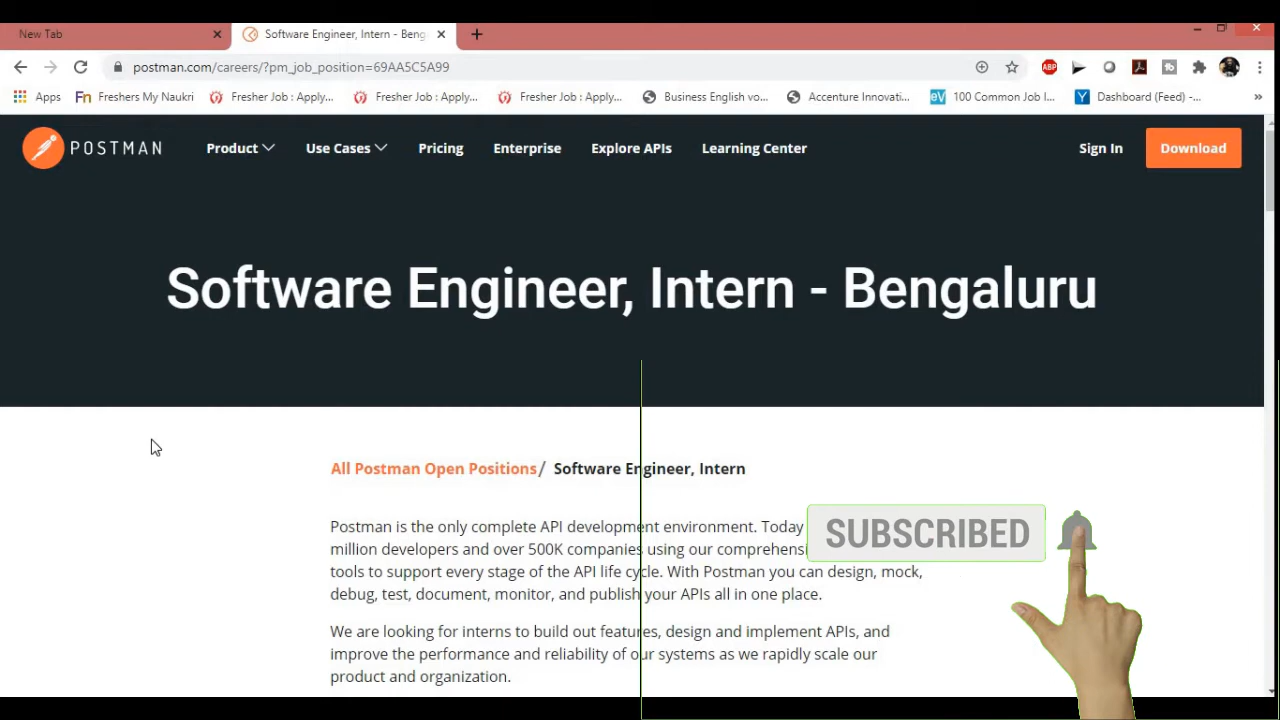 New Tab
Software Engineer, Intern - Beng
postman.com/careers/?pm_job_position=69AA5C5A99
ABP
Apps
Fn Freshers My Naukri
Fresher Job : Apply...
Fresher Job : Apply...
Fresher Job : Apply...
Business English vo...
Accenture Innovati...
eV 100 Common Job I...
Y Dashboard (Feed) -...
»
POSTMAN
Product
Use Cases
Pricing
Enterprise
Explore APIs
Learning Center
Sign In
Download
Software Engineer, Intern - Bengaluru
All Postman Open Positions/ Software Engineer, Intern
Postman is the only complete API development environment. Today
million developers and over 500K companies using our comprehensi
tools to support every stage of the API life cycle. With Postman you can design, mock,
debug, test, document, monitor, and publish your APIs all in one place.
SUBSCRIBED
We are looking for interns to build out features, design and implement APIs, and
improve the performance and reliability of our systems as we rapidly scale our
product and organization.